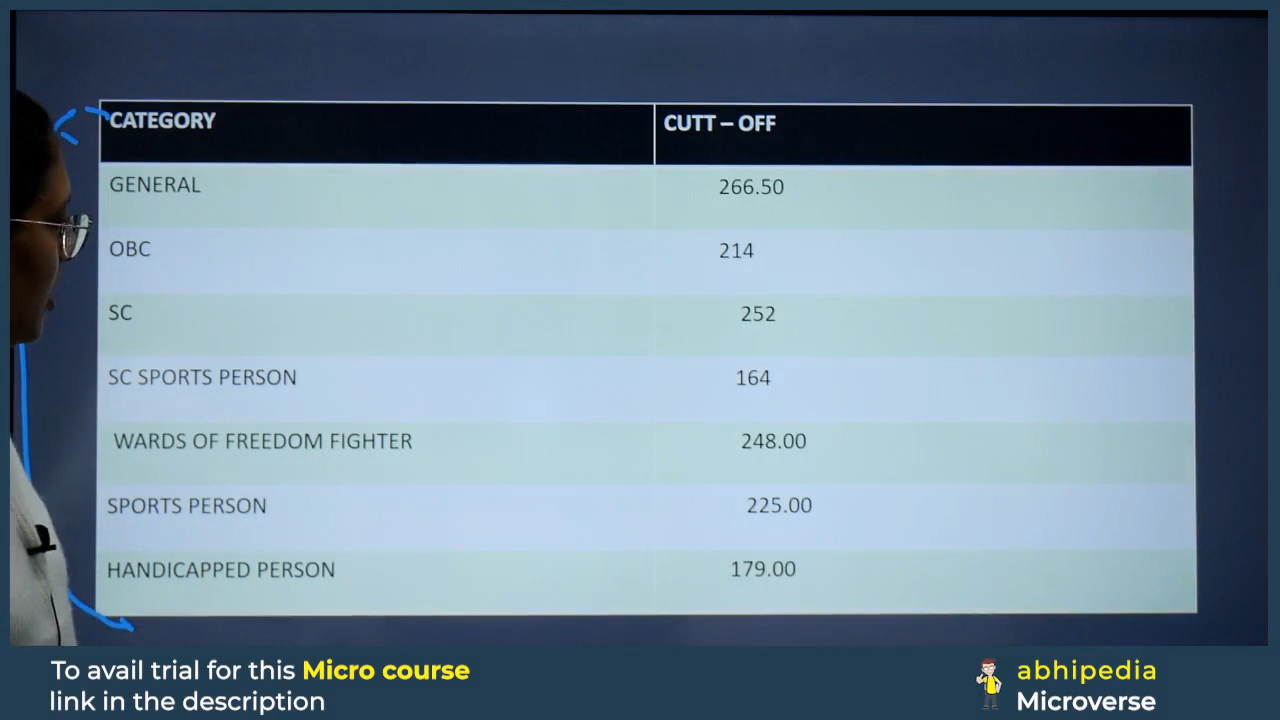 CATEGORY CUTT – OFF
GENERAL 266.50
OBC 214
SC 252
SC SPORTS PERSON 164
WARDS OF FREEDOM FIGHTER 248.00
SPORTS PERSON 225.00
HANDICAPPED PERSON 179.00
To avail trial for this Micro course
link in the description
abhipedia
Microverse